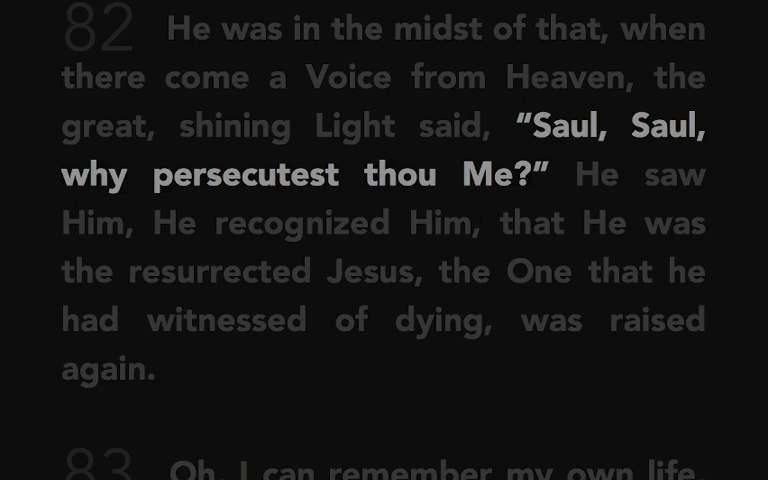 82 He was in the midst of that, when
there come a Voice from Heaven, the
great, shining Light said, “Saul, Saul,
why persecutest thou Me?” He saw
Him, He recognized Him, that He was
the resurrected Jesus, the One that he
had witnessed of dying, was raised
again.
83 Oh, I can remember my own life,